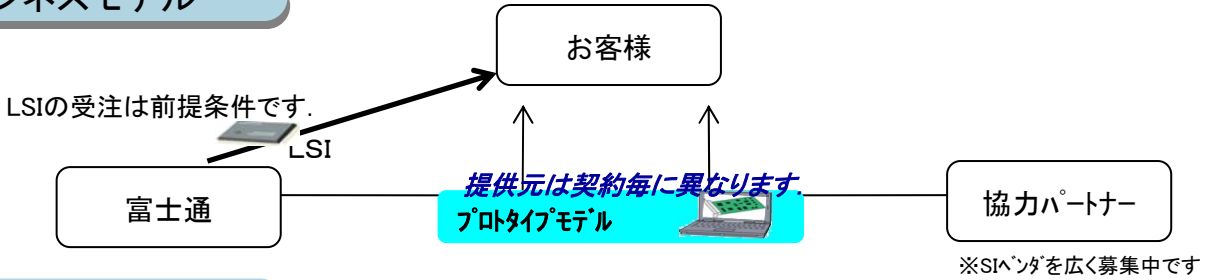 ジネスモデル
お客様
LSIの受注は前提条件です.
LSI
提供元は契約毎に異なります.
富士通
ﾌﾟﾛﾄﾀｲﾌﾟﾓﾃﾞﾙ
協力ﾊﾟｰﾄﾅｰ
※SIﾍﾞﾝﾀﾞを広く募集中です